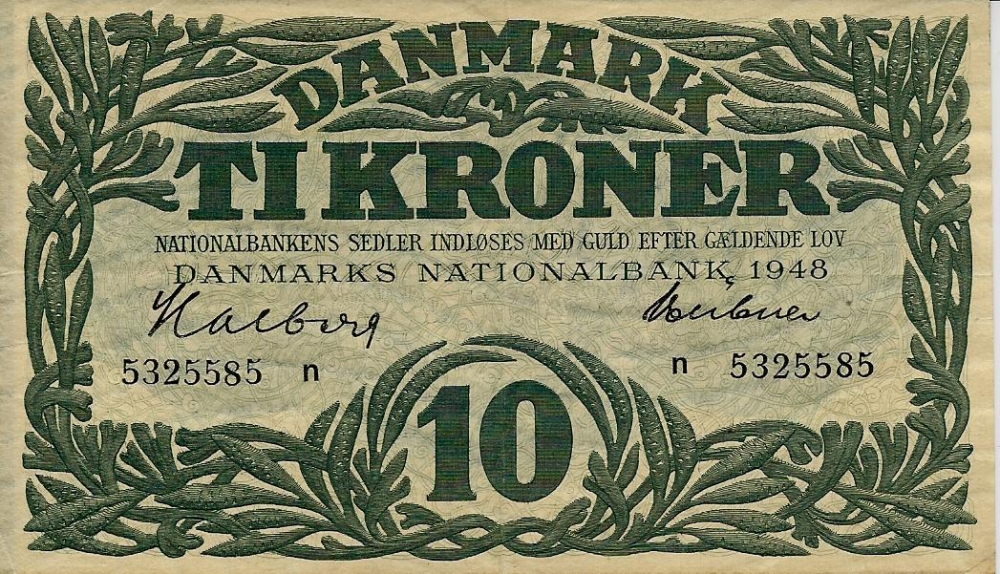 DANMARK
TI KRONER
NATIONALBANKENS SEDLER INDLØSES MED GULD EFTER GÆLDENDE LOV
DANMARKS NATIONALBANK, 1948
5325585 n
n 5325585
10